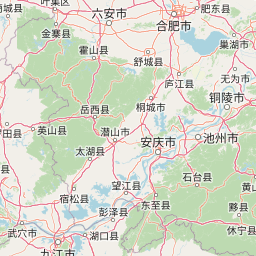 叶集区
六安市
合肥市
肥东县
金寨县
霍山县
舒城县
巢湖市
庐江县
无为市
岳西县
桐城市
铜陵市
英山县
潜山市
安庆市
池州市
太湖县
望江县
石台县
宿松县
彭泽县
东至县
黟县
武穴市
湖口县
休宁县
九江市